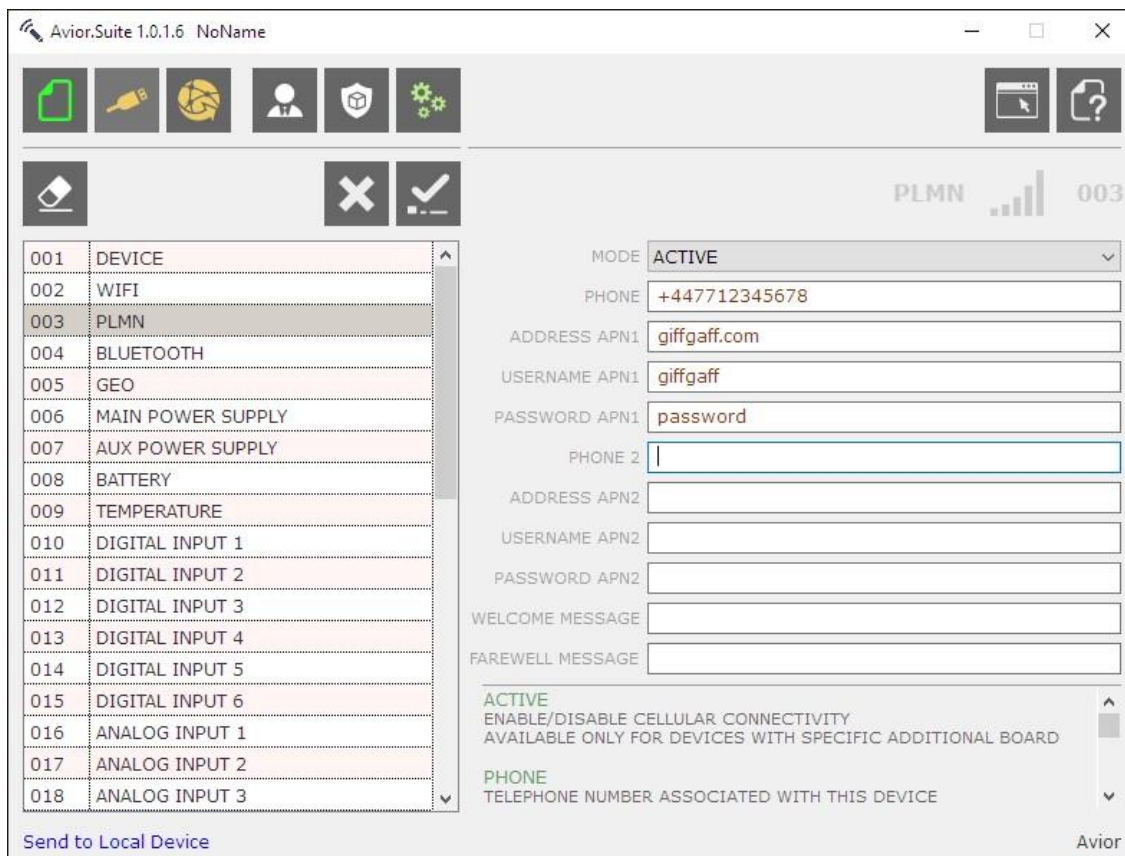 Avior.Suite 1.0.1.6 NoName
PLMN 003
001 DEVICE
002 WIFI
003 PLMN
004 BLUETOOTH
005 GEO
006 MAIN POWER SUPPLY
007 AUX POWER SUPPLY
008 BATTERY
009 TEMPERATURE
010 DIGITAL INPUT 1
011 DIGITAL INPUT 2
012 DIGITAL INPUT 3
013 DIGITAL INPUT 4
014 DIGITAL INPUT 5
015 DIGITAL INPUT 6
016 ANALOG INPUT 1
017 ANALOG INPUT 2
018 ANALOG INPUT 3
MODE ACTIVE
PHONE +447712345678
ADDRESS APN1 giffgaff.com
USERNAME APN1 giffgaff
PASSWORD APN1 password
PHONE 2
ADDRESS APN2
USERNAME APN2
PASSWORD APN2
WELCOME MESSAGE
FAREWELL MESSAGE
ACTIVE
ENABLE/DISABLE CELLULAR CONNECTIVITY
AVAILABLE ONLY FOR DEVICES WITH SPECIFIC ADDITIONAL BOARD
PHONE
TELEPHONE NUMBER ASSOCIATED WITH THIS DEVICE
Send to Local Device
Avior